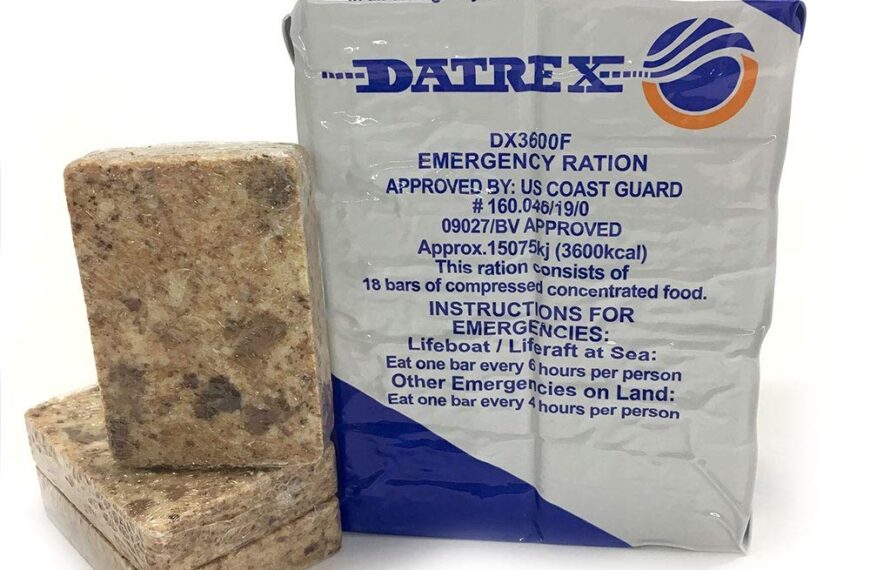 DATREX
DX3600F
EMERGENCY RATION
APPROVED BY: US COAST GUARD
# 160.046/19/0
09027/BV APPROVED
Approx.15075kj (3600kcal)
This ration consists of
18 bars of compressed concentrated food.
INSTRUCTIONS FOR
EMERGENCIES:
Lifeboat / Liferaft at Sea:
Eat one bar every 6 hours per person
Other Emergencies on Land:
Eat one bar every 4 hours per person